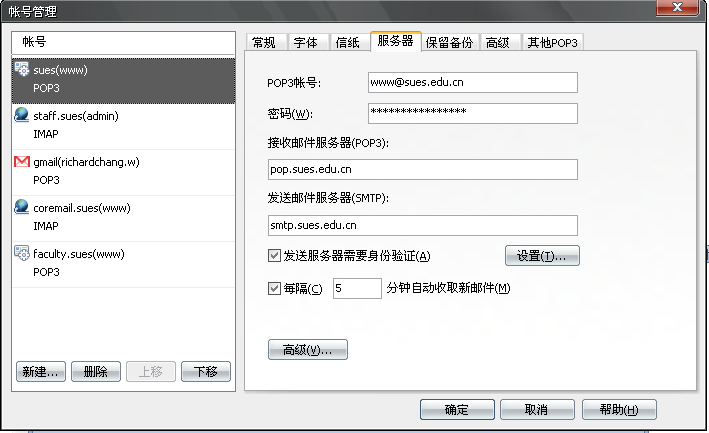 帐号管理
帐号
sues(www)
POP3
staff.sues(admin)
IMAP
gmail(richardchang.w)
POP3
coremail.sues(www)
IMAP
faculty.sues(www)
POP3
新建... 删除 上移 下移
常规 字体 信纸 服务器 保留备份 高级 其他POP3
POP3帐号: www@sues.edu.cn
密码(W): ****************
接收邮件服务器(POP3):
pop.sues.edu.cn
发送邮件服务器(SMTP):
smtp.sues.edu.cn
发送服务器需要身份验证(A) 设置(T)...
每隔(C) 5 分钟自动收取新邮件(M)
高级(V)...
确定 取消 帮助(H)